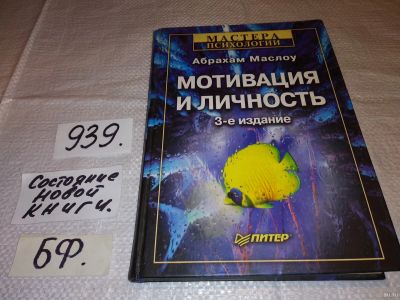 МАСТЕРА
ПСИХОЛОГИИ
Абрахам Маслоу
МОТИВАЦИЯ
И ЛИЧНОСТЬ
3-е издание
ПИТЕР
939.
Состояние
Новой
книги.
БФ.